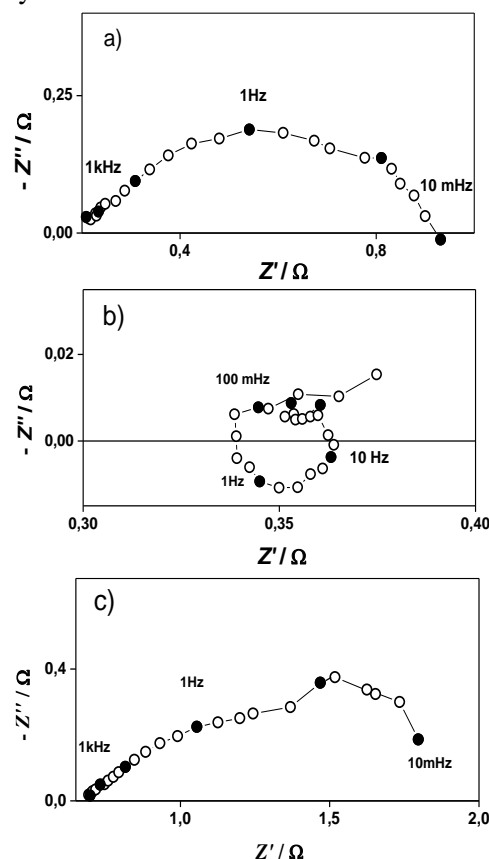 a)
0,25
0,00
- Z'' / Ω
1Hz
1kHz
10 mHz
0,4
0,8
Z' / Ω
b)
0,02
0,00
- Z'' / Ω
100 mHz
1Hz
10 Hz
0,30
0,35
0,40
Z' / Ω
c)
0,4
0,0
- Z'' / Ω
1Hz
1kHz
10mHz
1,0
1,5
2,0
Z' / Ω